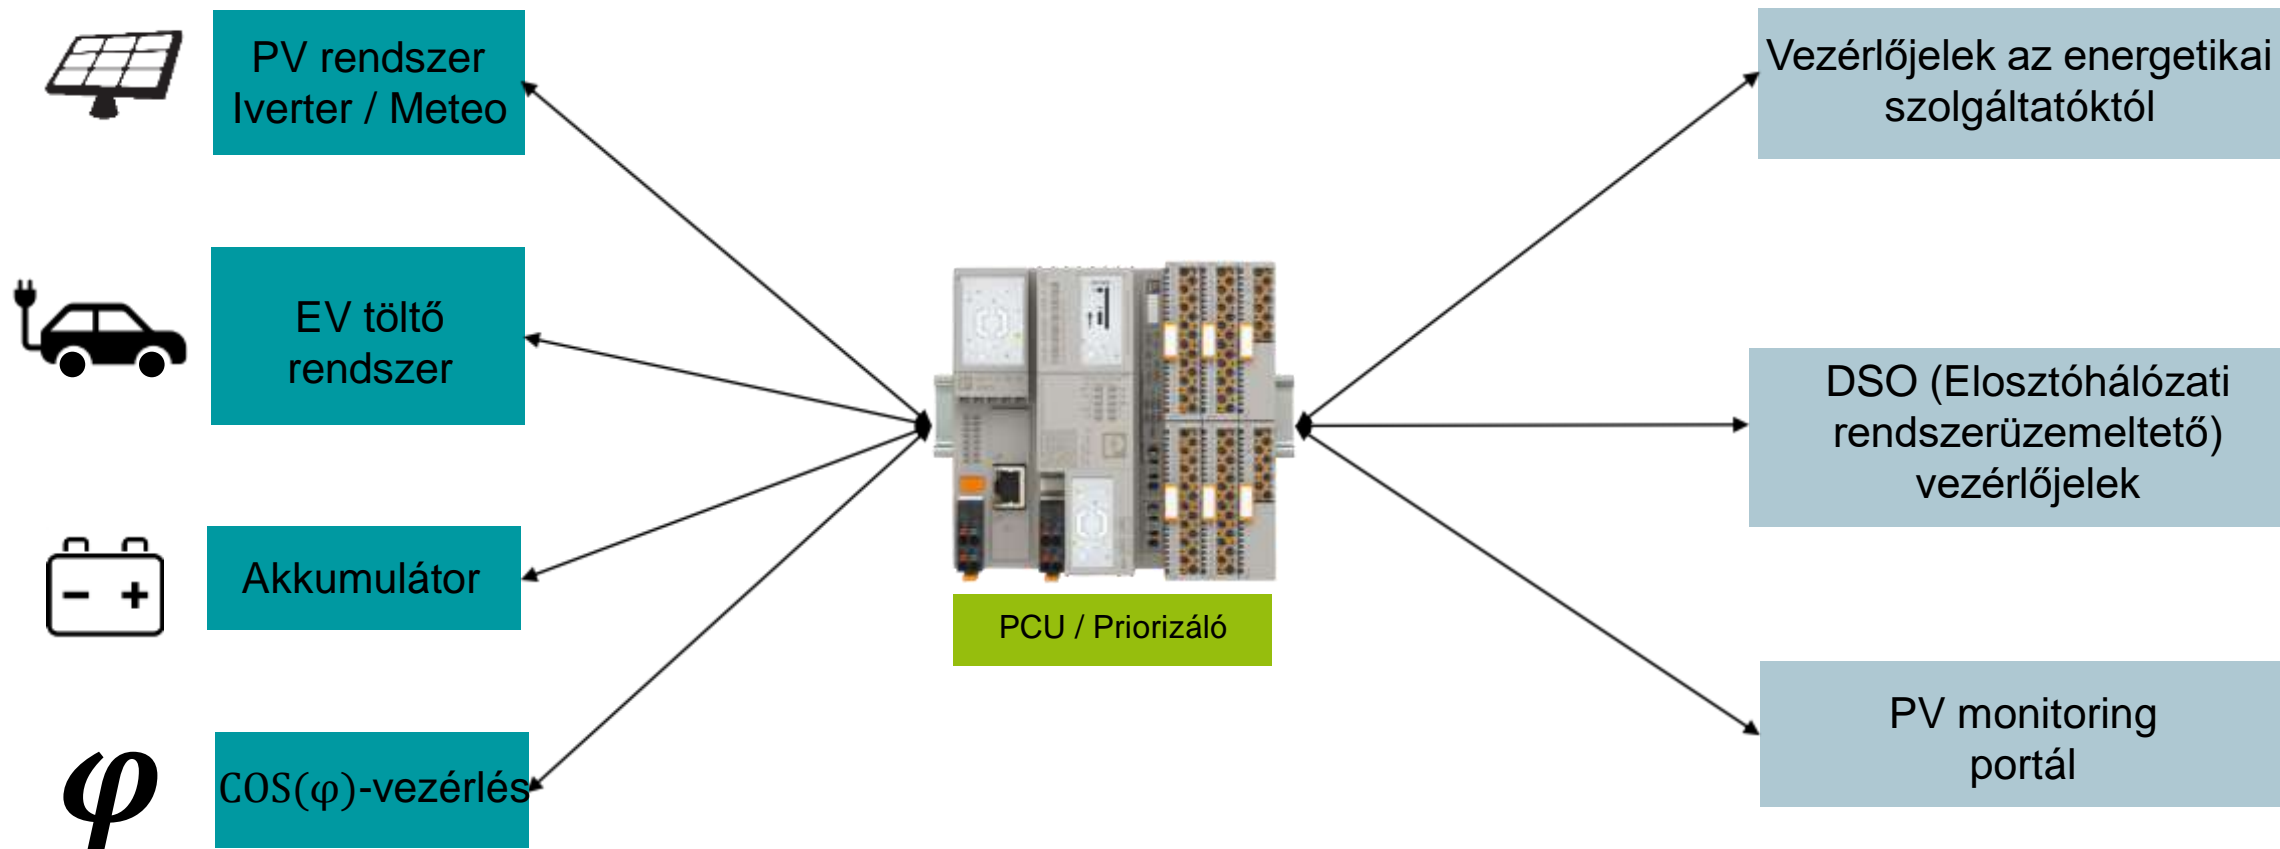 PV rendszer
Iverter / Meteo
EV töltő
rendszer
Akkumulátor
φ
COS(φ)-vezérlés
PCU / Priorizáló
Vezérlőjelek az energetikai
szolgáltatóktól
DSO (Elosztóhálózati
rendszerüzemeltető)
vezérlőjelek
PV monitoring
portál